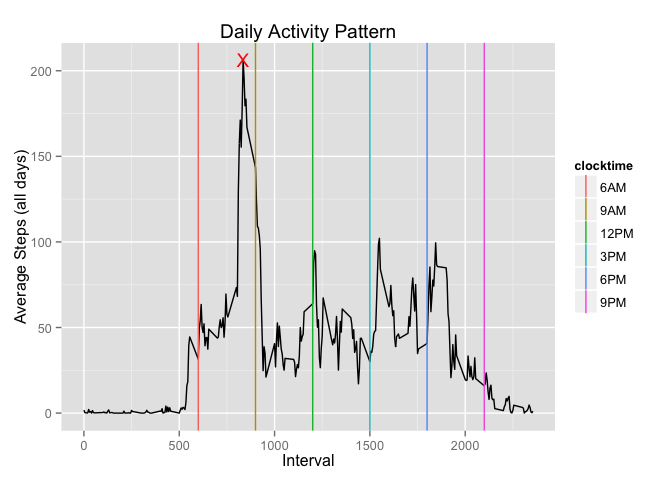 Daily Activity Pattern
Average Steps (all days)
200
150
100
50
0
0 500 1000 1500 2000
Interval
X
clocktime
6AM
9AM
12PM
3PM
6PM
9PM